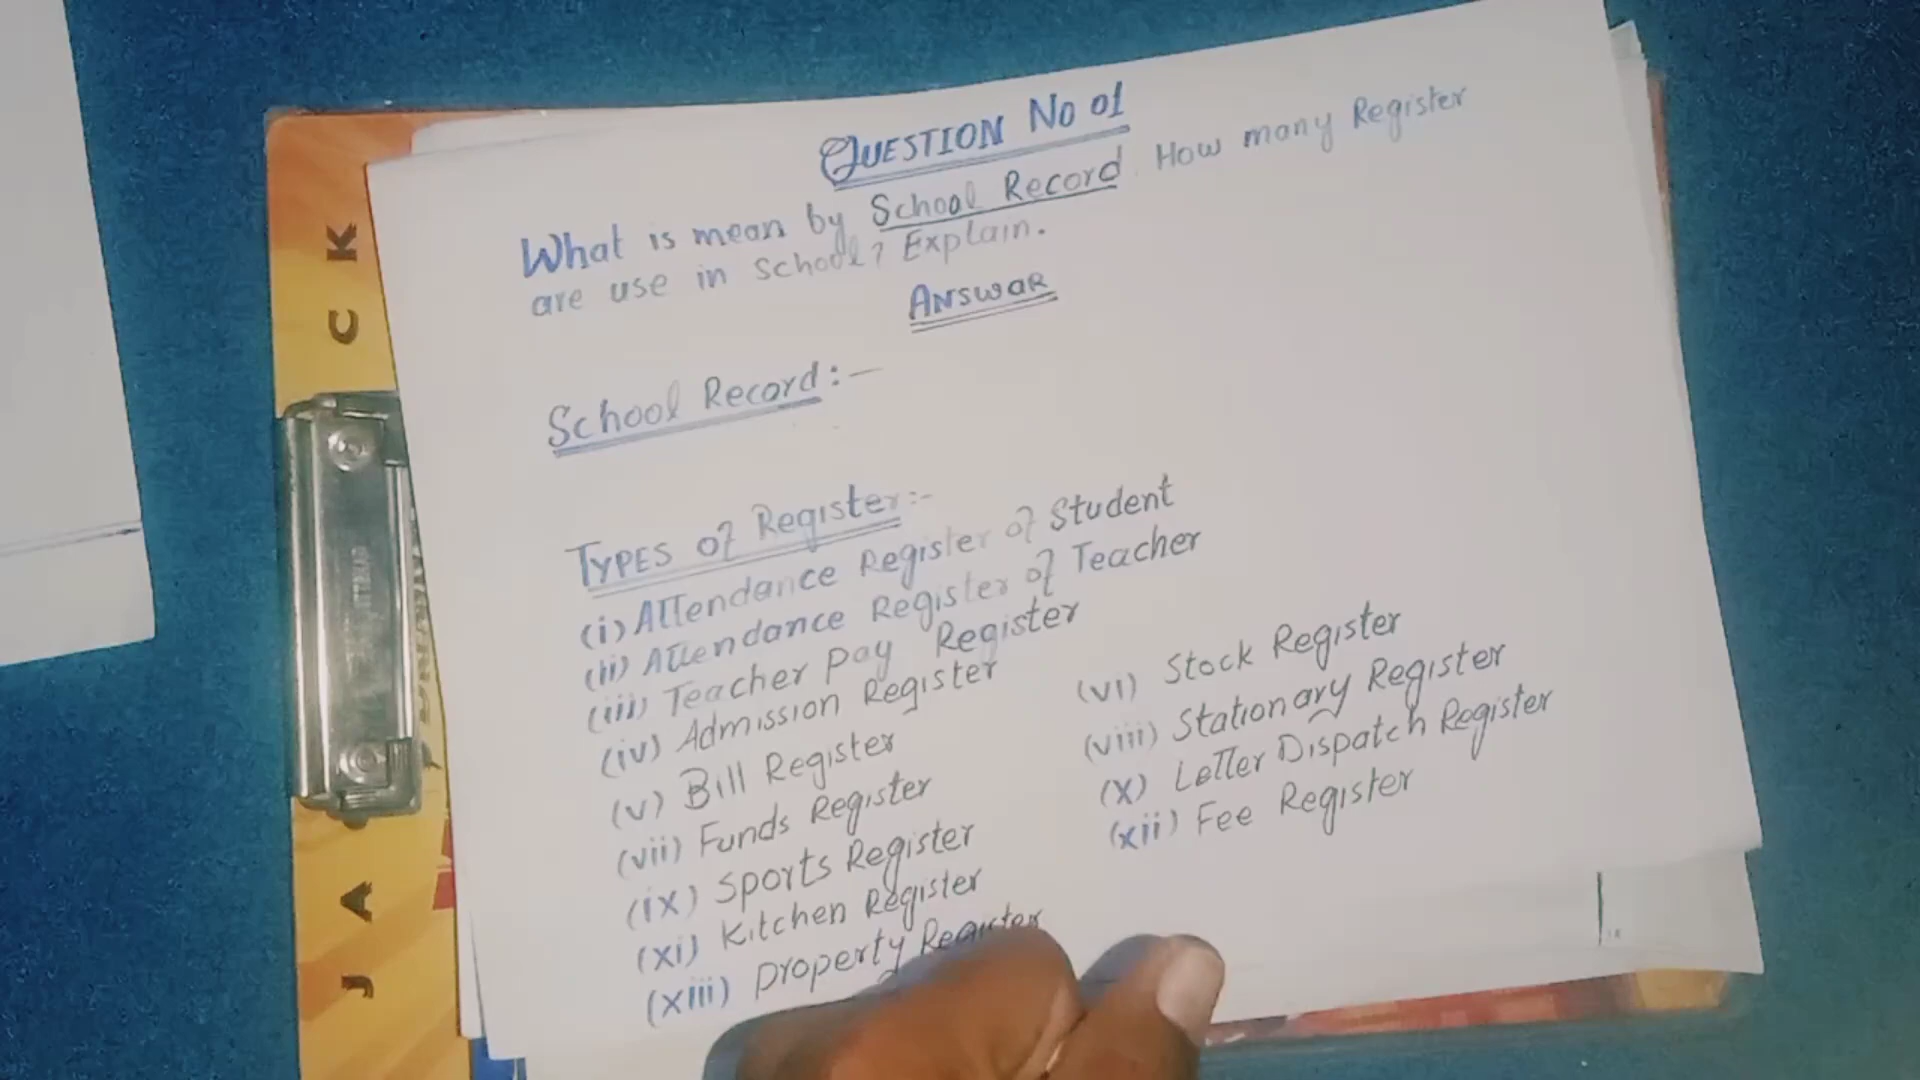 QUESTION No 01
What is mean by School Record. How many Register
are use in school? Explain.
ANSWAR
School Record:-
TYPES of Register:-
(i) Attendance Register of Student
(ii) Attendance Register of Teacher
(iii) Teacher Pay Register
(iv) Admission Register
(v) Bill Register
(vi) Stock Register
(vii) Funds Register
(viii) Stationary Register
(ix) Sports Register
(x) Letter Dispatch Register
(xi) Kitchen Register
(xii) Fee Register
(xiii) Property Register
J A C K